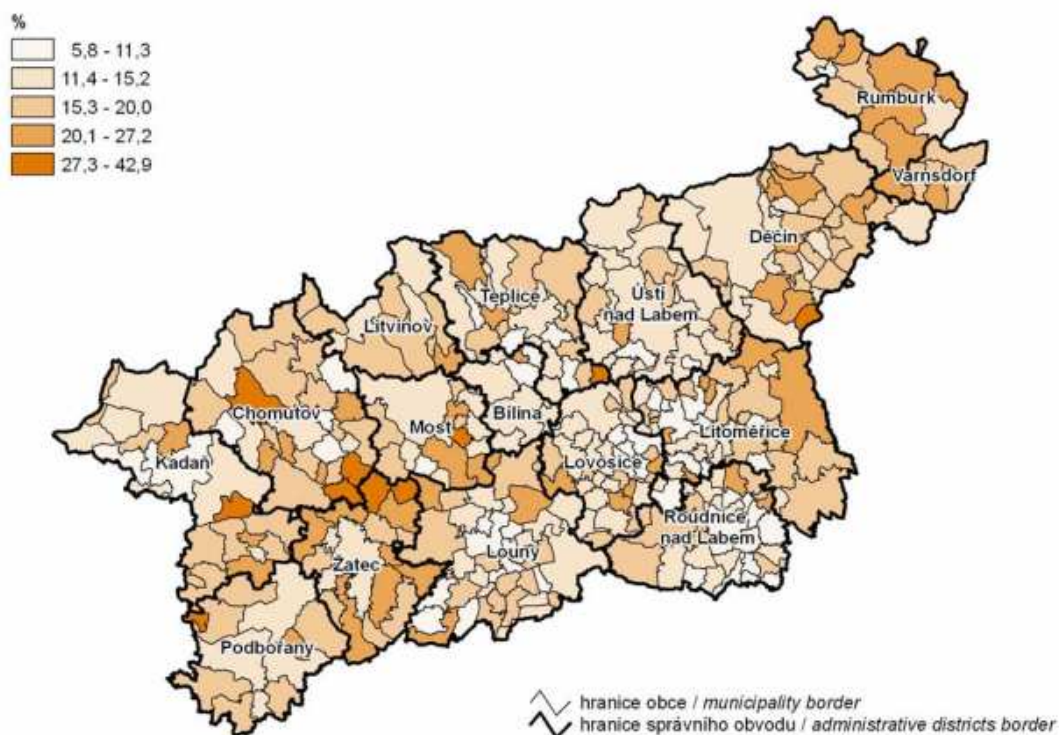 %
5,8 - 11,3
11,4 - 15,2
15,3 - 20,0
20,1 - 27,2
27,3 - 42,9
Rumburk
Varnsdorf
Děčín
Ústí
nad Labem
Teplice
Litvínov
Chomutov
Most
Bílina
Litoměřice
Kadaň
Lovosice
Roudnice
nad Labem
Louny
Žatec
Podbořany
hranice obce / municipality border
hranice správního obvodu / administrative districts border